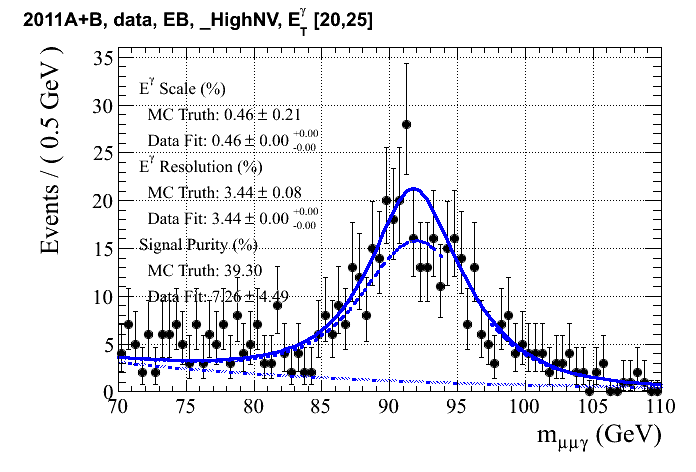 2011A+B, data, EB, _HighNV, E_T^γ [20,25]
Events / ( 0.5 GeV )
35
30
25
20
15
10
5
0
E^γ Scale (%)
MC Truth: 0.46 ± 0.21
Data Fit: 0.46 ± 0.00 +0.00 -0.00
E^γ Resolution (%)
MC Truth: 3.44 ± 0.08
Data Fit: 3.44 ± 0.00 +0.00 -0.00
Signal Purity (%)
MC Truth: 39.30
Data Fit: 7.26 ± 4.49
70 75 80 85 90 95 100 105 110
m_μμγ (GeV)